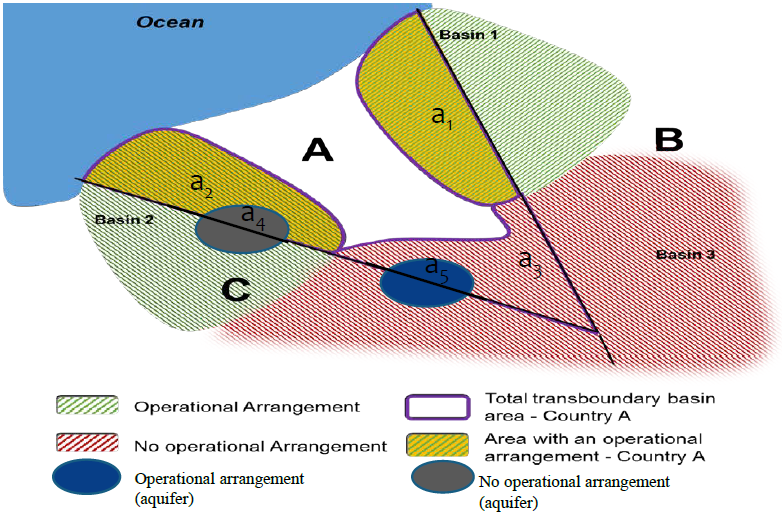 Ocean
Basin 1
a1
A
B
a2
a4
Basin 2
a3
Basin 3
a5
C
Operational Arrangement
Total transboundary basin
area - Country A
No operational Arrangement
Area with an operational
arrangement - Country A
Operational arrangement
(aquifer)
No operational arrangement
(aquifer)